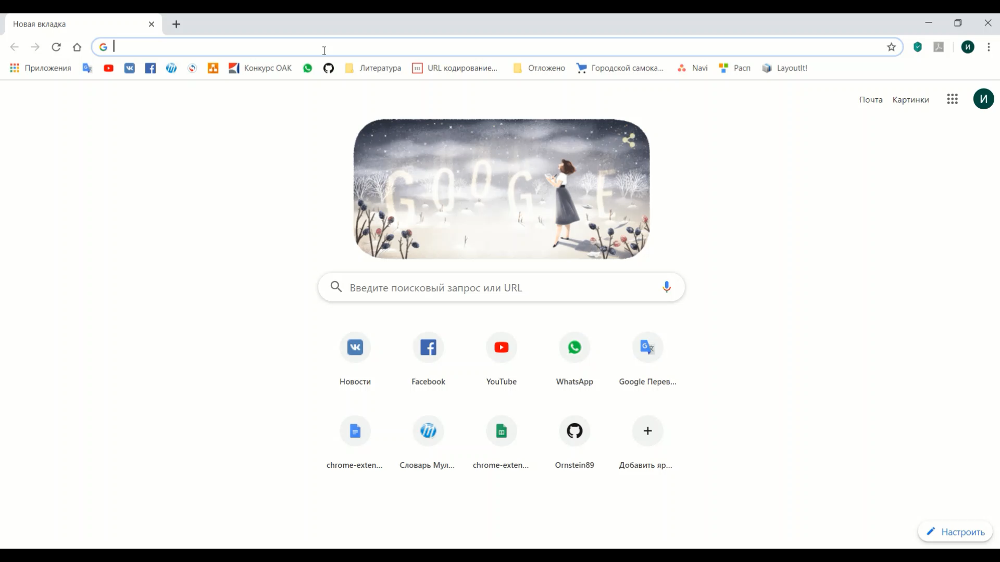 Новая вкладка
Приложения Конкурс ОАК Литература URL кодирование... Отложено Городской самока... Navi Расп LayoutIt!
Почта Картинки И
GOOGLE
Введите поисковый запрос или URL
Новости Facebook YouTube WhatsApp Google Перев...
chrome-exten... Словарь Мул... chrome-exten... Ornstein89 Добавить яр...
Настроить